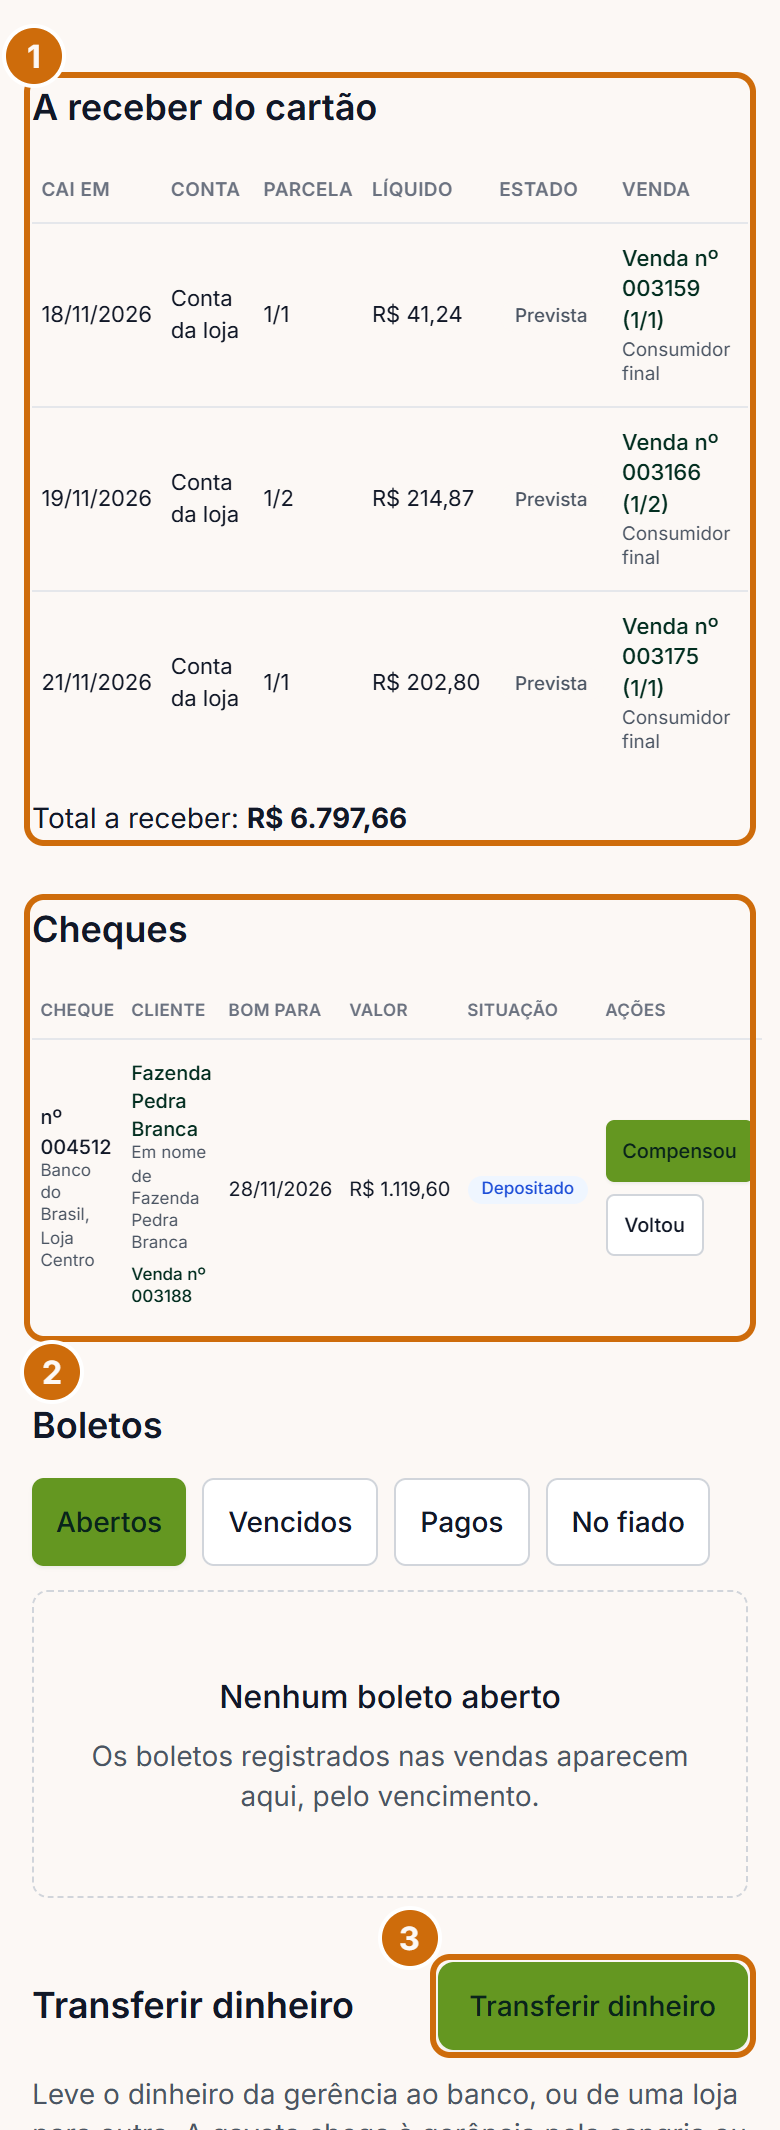 1
A receber do cartão
CAI EM CONTA PARCELA LÍQUIDO ESTADO VENDA
18/11/2026 Conta da loja 1/1 R$ 41,24 Prevista Venda nº 003159 (1/1) Consumidor final
19/11/2026 Conta da loja 1/2 R$ 214,87 Prevista Venda nº 003166 (1/2) Consumidor final
21/11/2026 Conta da loja 1/1 R$ 202,80 Prevista Venda nº 003175 (1/1) Consumidor final
Total a receber: R$ 6.797,66
Cheques
CHEQUE CLIENTE BOM PARA VALOR SITUAÇÃO AÇÕES
nº 004512 Banco do Brasil, Loja Centro Fazenda Pedra Branca Em nome de Fazenda Pedra Branca Venda nº 003188 28/11/2026 R$ 1.119,60 Depositado Compensou Voltou
2
Boletos
Abertos Vencidos Pagos No fiado
Nenhum boleto aberto
Os boletos registrados nas vendas aparecem
aqui, pelo vencimento.
3
Transferir dinheiro Transferir dinheiro
Leve o dinheiro da gerência ao banco, ou de uma loja